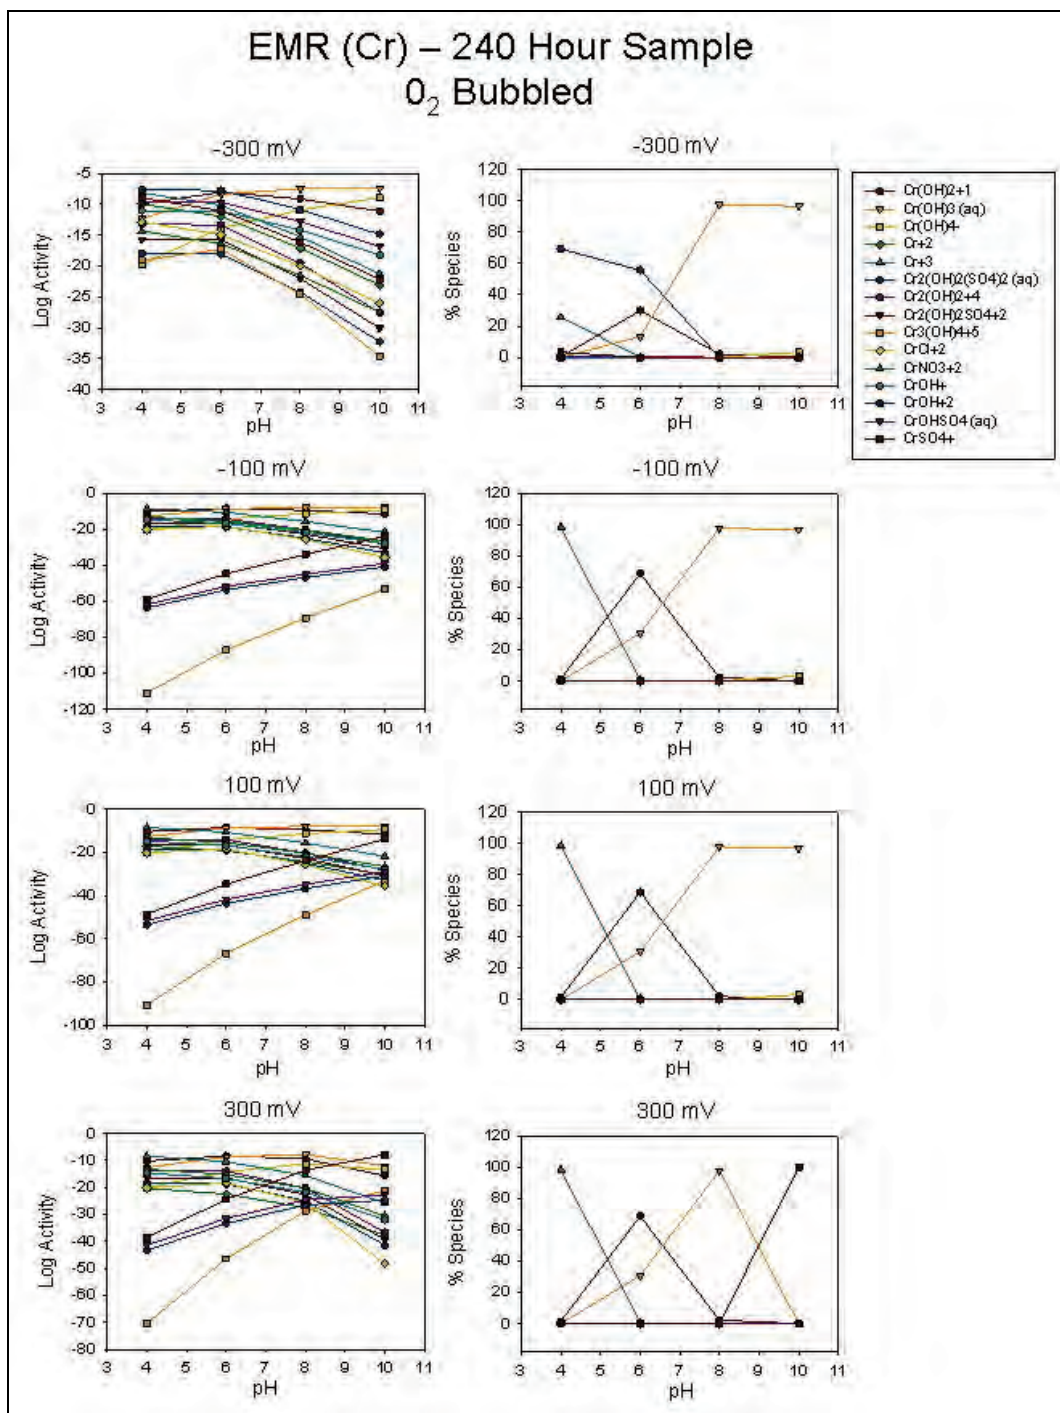 EMR (Cr) – 240 Hour Sample
0₂ Bubbled
-300 mV
-5
-10
-15
-20
-25
-30
-35
-40
Log Activity
3 4 5 6 7 8 9 10 11
pH
-300 mV
120
100
80
60
40
20
0
% Species
3 4 5 6 7 8 9 10 11
pH
Cr(OH)2+1
Cr(OH)3 (aq)
Cr(OH)4-
Cr+2
Cr+3
Cr2(OH)2(SO4)2 (aq)
Cr2(OH)2+4
Cr2(OH)2SO4+2
Cr3(OH)4+5
CrCl+2
CrNO3+2
CrOH+
CrOH+2
CrOHSO4 (aq)
CrSO4+
-100 mV
0
-20
-40
-60
-80
-100
-120
Log Activity
3 4 5 6 7 8 9 10 11
pH
-100 mV
120
100
80
60
40
20
0
% Species
3 4 5 6 7 8 9 10 11
pH
100 mV
0
-20
-40
-60
-80
-100
Log Activity
3 4 5 6 7 8 9 10 11
pH
100 mV
120
100
80
60
40
20
0
% Species
3 4 5 6 7 8 9 10 11
pH
300 mV
0
-10
-20
-30
-40
-50
-60
-70
-80
Log Activity
3 4 5 6 7 8 9 10 11
pH
300 mV
120
100
80
60
40
20
0
% Species
3 4 5 6 7 8 9 10 11
pH